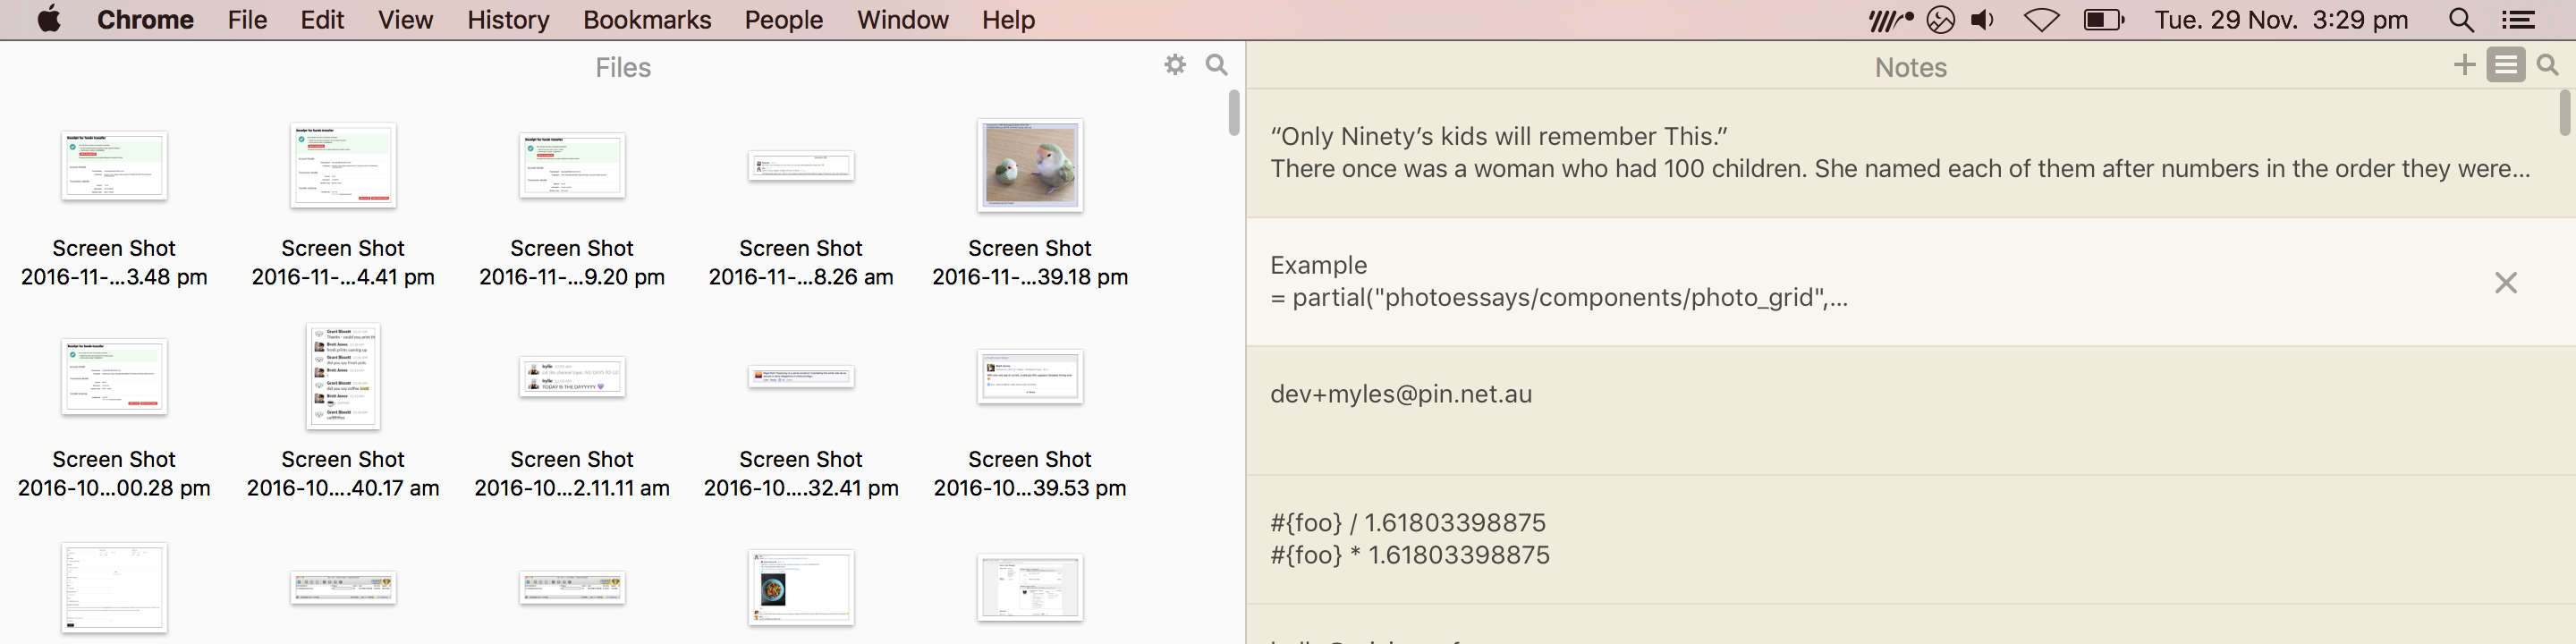 Chrome File Edit View History Bookmarks People Window Help Tue. 29 Nov. 3:29 pm
Files
Screen Shot
2016-11-...3.48 pm
Screen Shot
2016-11-...4.41 pm
Screen Shot
2016-11-...9.20 pm
Screen Shot
2016-11-...8.26 am
Screen Shot
2016-11-...39.18 pm
Screen Shot
2016-10...00.28 pm
Screen Shot
2016-10....40.17 am
Screen Shot
2016-10...2.11.11 am
Screen Shot
2016-10....32.41 pm
Screen Shot
2016-10...39.53 pm
Notes
“Only Ninety’s kids will remember This.”
There once was a woman who had 100 children. She named each of them after numbers in the order they were...
Example
= partial("photoessays/components/photo_grid",...
dev+myles@pin.net.au
#{foo} / 1.61803398875
#{foo} * 1.61803398875